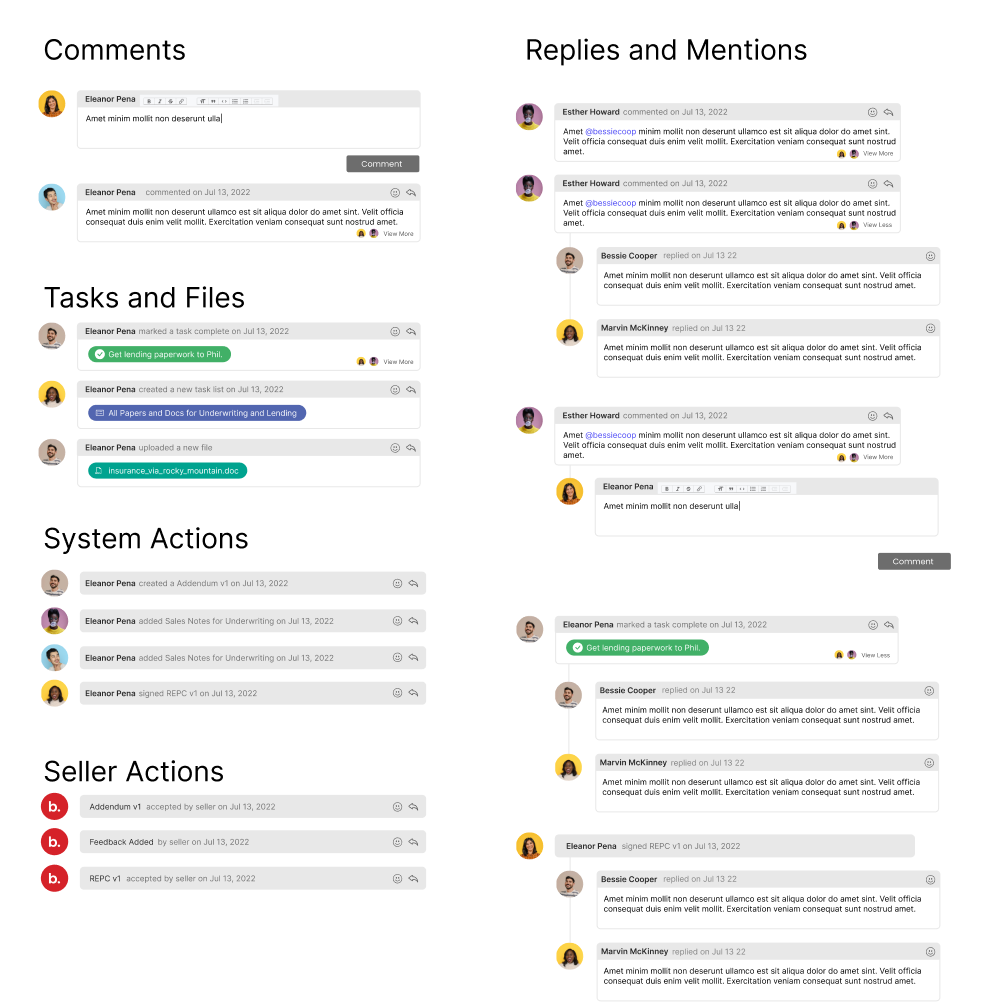 Comments
Eleanor Pena
Amet minim mollit non deserunt ulla
Comment
Eleanor Pena commented on Jul 13, 2022
Amet minim mollit non deserunt ullamco est sit aliqua dolor do amet sint. Velit officia
consequat duis enim velit mollit. Exercitation veniam consequat sunt nostrud
View More
Tasks and Files
Eleanor Pena marked a task complete on Jul 13, 2022
Get lending paperwork to Phil.
View More
Eleanor Pena created a new task list on Jul 13, 2022
All Papers and Docs for Underwriting and Lending
Eleanor Pena uploaded a new file
insurance_via_rocky_mountain.doc
System Actions
Eleanor Pena created a Addendum v1 on Jul 13, 2022
Eleanor Pena added Sales Notes for Underwriting on Jul 13, 2022
Eleanor Pena added Sales Notes for Underwriting on Jul 13, 2022
Eleanor Pena signed REPC v1 on Jul 13, 2022
Seller Actions
b. Addendum v1 accepted by seller on Jul 13, 2022
b. Feedback Added by seller on Jul 13, 2022
b. REPC v1 accepted by seller on Jul 13, 2022
Replies and Mentions
Esther Howard commented on Jul 13, 2022
Amet @bessiecoop minim mollit non deserunt ullamco est sit aliqua dolor do amet sint.
Velit officia consequat duis enim velit mollit. Exercitation veniam consequat sunt nostrud
amet.
View More
Esther Howard commented on Jul 13, 2022
Amet @bessiecoop minim mollit non deserunt ullamco est sit aliqua dolor do amet sint.
Velit officia consequat duis enim velit mollit. Exercitation veniam consequat sunt nostrud
amet.
View Less
Bessie Cooper replied on Jul 13 22
Amet minim mollit non deserunt ullamco est sit aliqua dolor do amet sint. Velit officia
consequat duis enim velit mollit. Exercitation veniam consequat sunt nostrud amet.
Marvin McKinney replied on Jul 13 22
Amet minim mollit non deserunt ullamco est sit aliqua dolor do amet sint. Velit officia
consequat duis enim velit mollit. Exercitation veniam consequat sunt nostrud amet.
Esther Howard commented on Jul 13, 2022
Amet @bessiecoop minim mollit non deserunt ullamco est sit aliqua dolor do amet sint.
Velit officia consequat duis enim velit mollit. Exercitation veniam consequat sunt nostrud
amet.
View More
Eleanor Pena
Amet minim mollit non deserunt ulla
Comment
Eleanor Pena marked a task complete on Jul 13, 2022
Get lending paperwork to Phil.
View Less
Bessie Cooper replied on Jul 13 22
Amet minim mollit non deserunt ullamco est sit aliqua dolor do amet sint. Velit officia
consequat duis enim velit mollit. Exercitation veniam consequat sunt nostrud amet.
Marvin McKinney replied on Jul 13 22
Amet minim mollit non deserunt ullamco est sit aliqua dolor do amet sint. Velit officia
consequat duis enim velit mollit. Exercitation veniam consequat sunt nostrud amet.
Eleanor Pena signed REPC v1 on Jul 13, 2022
Bessie Cooper replied on Jul 13 22
Amet minim mollit non deserunt ullamco est sit aliqua dolor do amet sint. Velit officia
consequat duis enim velit mollit. Exercitation veniam consequat sunt nostrud amet.
Marvin McKinney replied on Jul 13 22
Amet minim mollit non deserunt ullamco est sit aliqua dolor do amet sint. Velit officia
consequat duis enim velit mollit. Exercitation veniam consequat sunt nostrud amet.